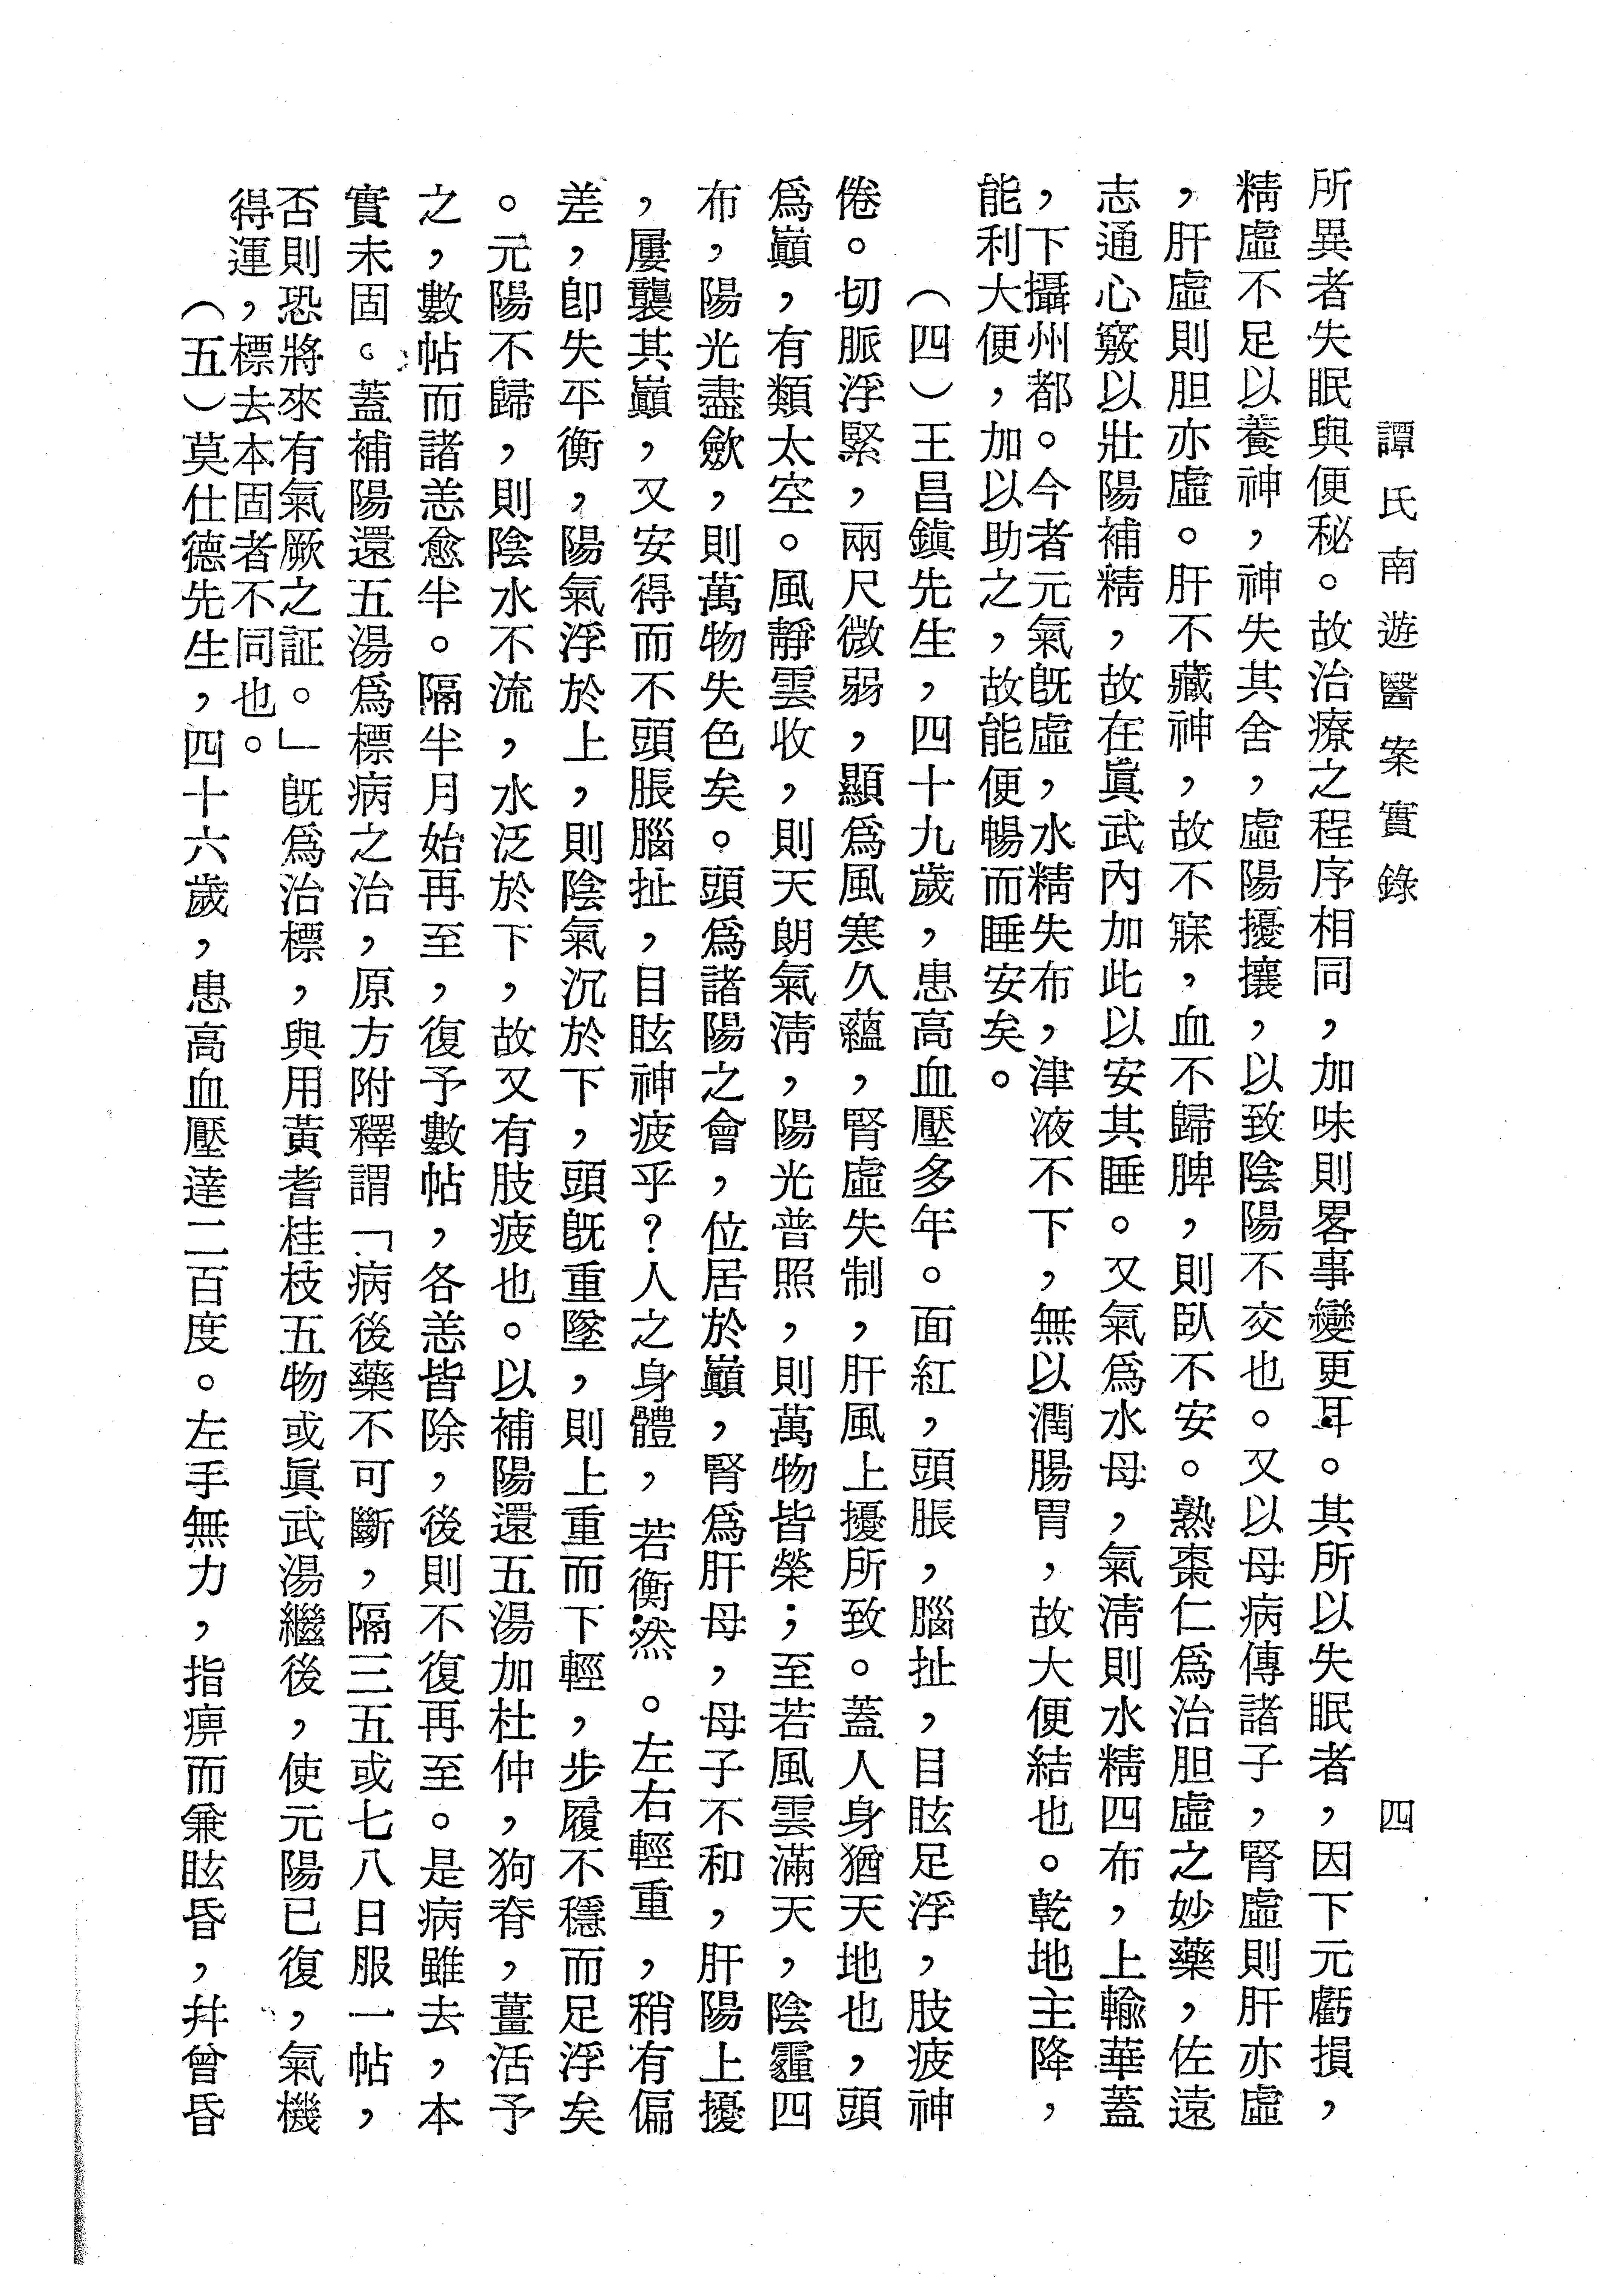 譚氏南遊醫案實錄
四
所異者失眠與便秘。故治療之程序相同，加味則畧事變更耳。其所以失眠者，因下元虧損，
精虛不足以養神，神失其舍，虛陽擾攘，以致陰陽不交也。又以母病傳諸子，腎虛則肝亦虛
，肝虛則胆亦虛。肝不藏神，故不寐，血不歸脾，則臥不安。熟棗仁爲治胆虛之妙藥，佐遠
志通心竅以壯陽補精，故在眞武內加此以安其睡。又氣爲水母，氣淸則水精四布，上輸華蓋
，下攝州都。今者元氣旣虛，水精失布，津液不下，無以潤腸胃，故大便結也。乾地主降，
能利大便，加以助之，故能便暢而睡安矣。
（四）王昌鎮先生，四十九歲，患高血壓多年。面紅，頭脹，腦扯，目眩足浮，肢疲神
倦。切脈浮緊，兩尺微弱，顯爲風寒久蘊，腎虛失制，肝風上擾所致。蓋人身猶天地也，頭
爲巔，有類太空。風靜雲收，則天朗氣淸，陽光普照，則萬物皆榮；至若風雲滿天，陰霾四
布，陽光盡歛，則萬物失色矣。頭爲諸陽之會，位居於巔，腎爲肝母，母子不和，肝陽上擾
，屢襲其巔，又安得而不頭脹腦扯，目眩神疲乎？人之身體，若衡然。左右輕重，稍有偏
差，卽失平衡，陽氣浮於上，則陰氣沉於下，頭旣重墜，則上重而下輕，步履不穩而足浮矣
。元陽不歸，則陰水不流，水泛於下，故又有肢疲也。以補陽還五湯加杜仲，狗脊，薑活予
之，數帖而諸恙愈半。隔半月始再至，復予數帖，各恙皆除，後則不復再至。是病雖去，本
實未固。蓋補陽還五湯爲標病之治，原方附釋謂「病後藥不可斷，隔三五或七八日服一帖，
否則恐將來有氣厥之証。」旣爲治標，與用黃耆桂枝五物或眞武湯繼後，使元陽已復，氣機
得運，標去本固者不同也。
（五）莫仕德先生，四十六歲，患高血壓達二百度。左手無力，指痹而兼眩昏，幷曾昏